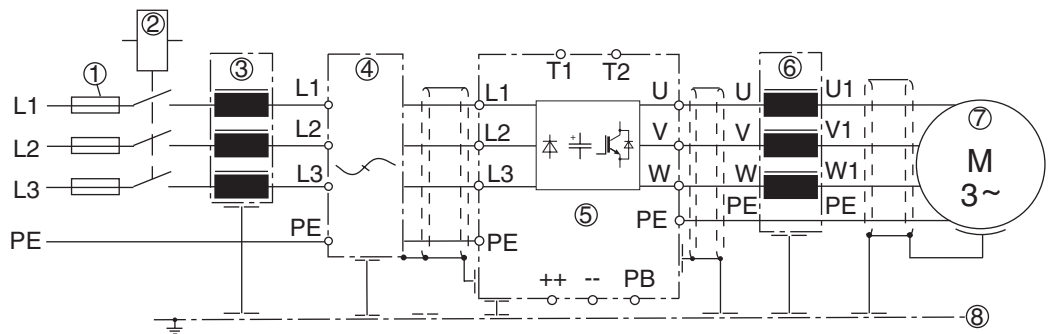 ②
③ ④ T1 T2 ⑥
①
L1 L1 L1 U U U1 ⑦
L2 L2 L2 V V V1 M
L3 L3 L3 W W W1 3~
⑤ PE PE PE
PE PE PE
++ -- PB
⑧